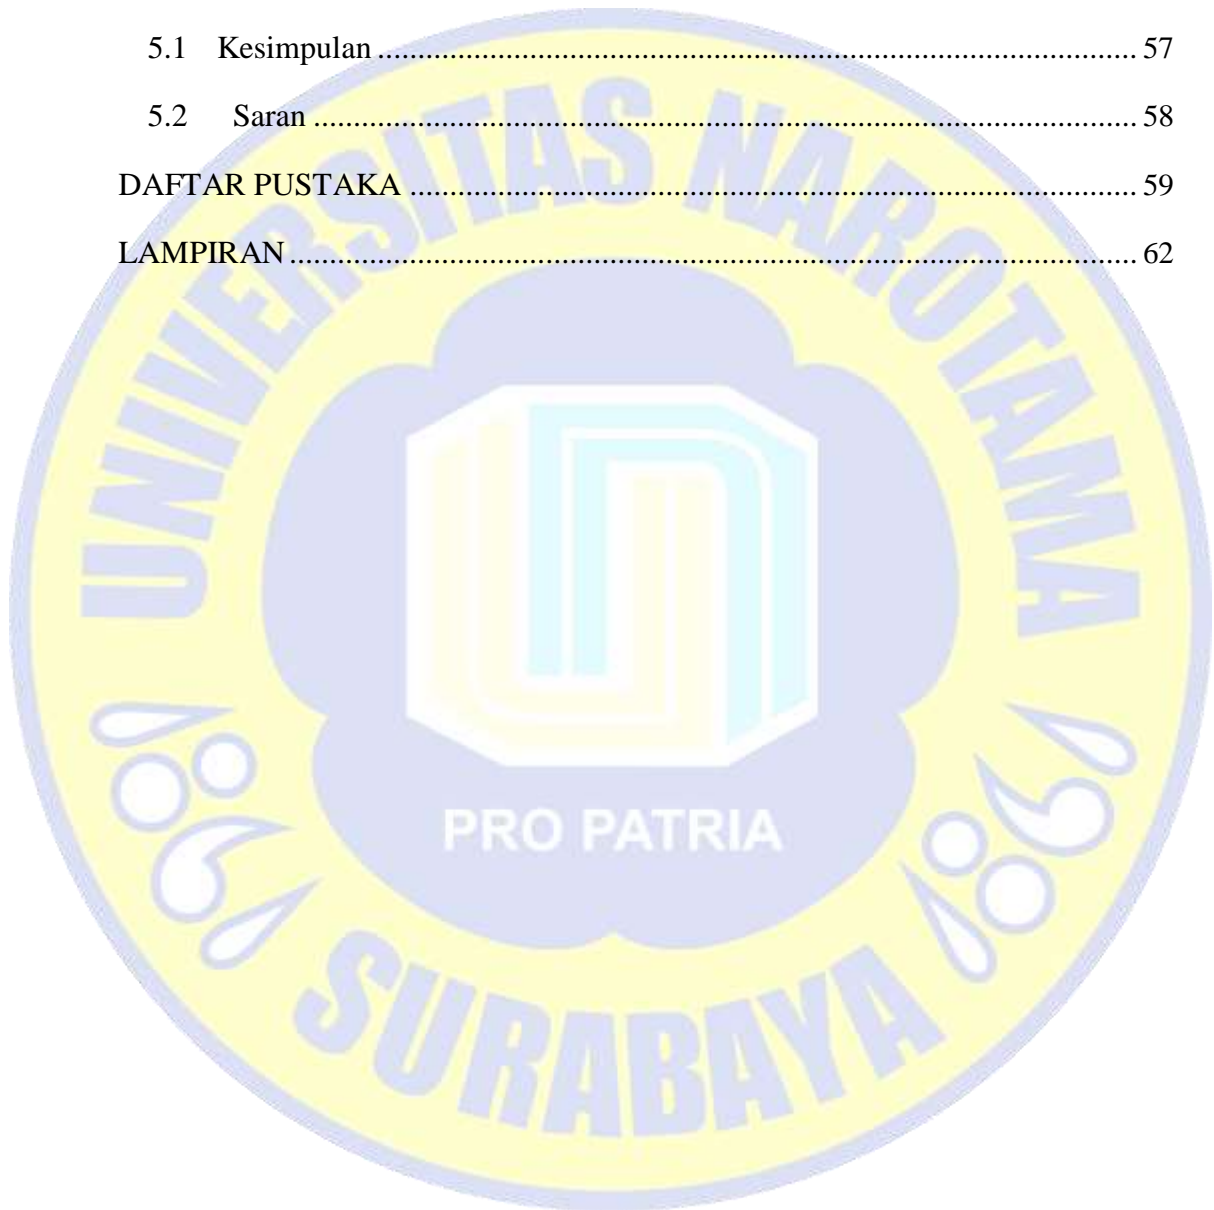 5.1 Kesimpulan ................................................................................................ 57
5.2 Saran ........................................................................................................ 58
DAFTAR PUSTAKA ............................................................................................ 59
LAMPIRAN ........................................................................................................... 62
UNIVERSITAS NAROTAMA
PRO PATRIA
SURABAYA